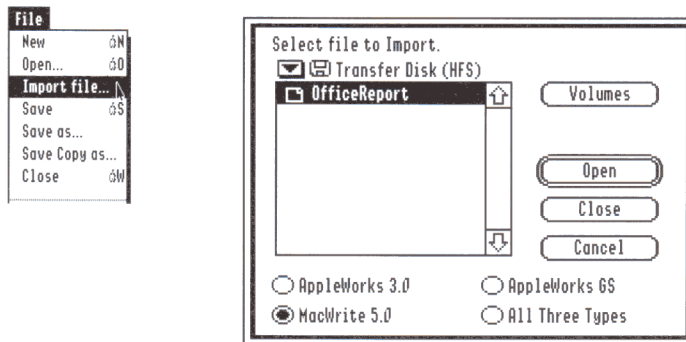 File
New N
Open... O
Import file...
Save S
Save as...
Save Copy as...
Close W
Select file to Import.
Transfer Disk (HFS)
OfficeReport
Volumes
Open
Close
Cancel
AppleWorks 3.0
AppleWorks GS
MacWrite 5.0
All Three Types